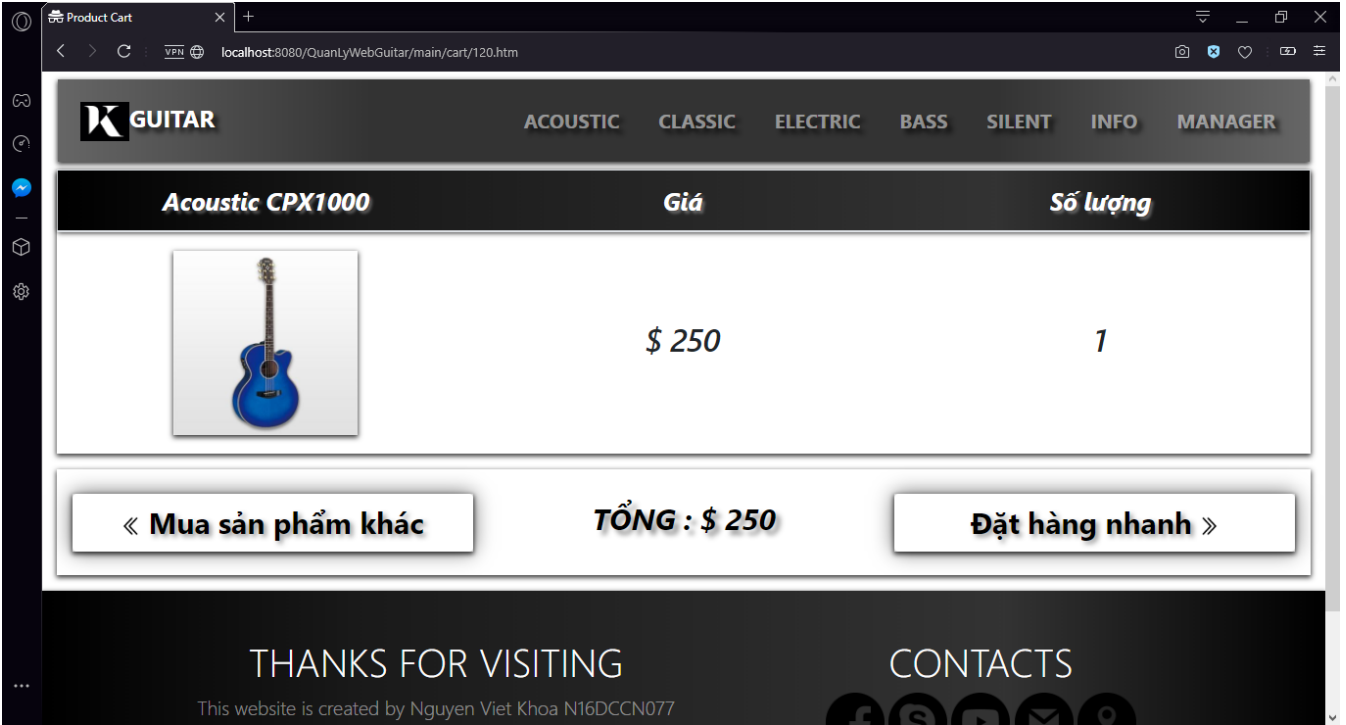 Product Cart
VPN localhost:8080/QuanLyWebGuitar/main/cart/120.htm
K GUITAR ACOUSTIC CLASSIC ELECTRIC BASS SILENT INFO MANAGER
Acoustic CPX1000 Giá Số lượng
$ 250 1
« Mua sản phẩm khác TỔNG : $ 250 Đặt hàng nhanh »
THANKS FOR VISITING CONTACTS
This website is created by Nguyen Viet Khoa N16DCCN077